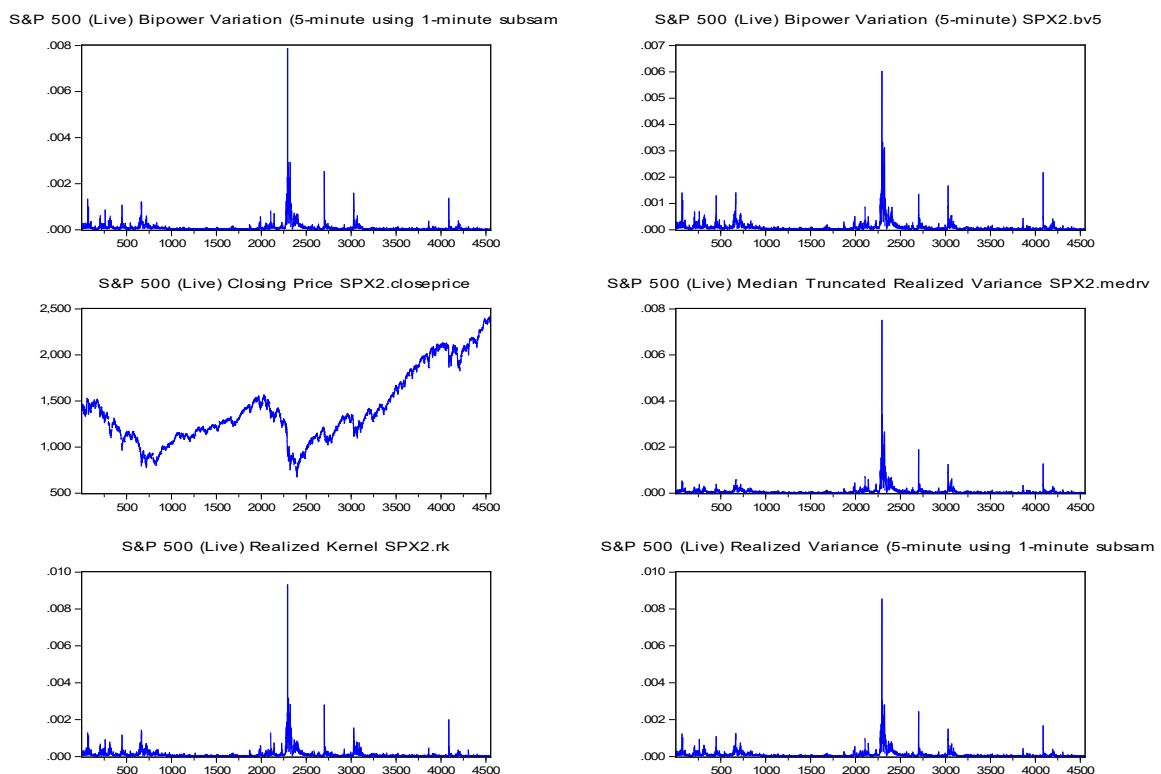 S&P 500 (Live) Bipower Variation (5-minute using 1-minute subsam
.008
.006
.004
.002
.000
500 1000 1500 2000 2500 3000 3500 4000 4500
S&P 500 (Live) Bipower Variation (5-minute) SPX2.bv5
.007
.006
.005
.004
.003
.002
.001
.000
500 1000 1500 2000 2500 3000 3500 4000 4500
S&P 500 (Live) Closing Price SPX2.closeprice
2,500
2,000
1,500
1,000
500
500 1000 1500 2000 2500 3000 3500 4000 4500
S&P 500 (Live) Median Truncated Realized Variance SPX2.medrv
.008
.006
.004
.002
.000
500 1000 1500 2000 2500 3000 3500 4000 4500
S&P 500 (Live) Realized Kernel SPX2.rk
.010
.008
.006
.004
.002
.000
500 1000 1500 2000 2500 3000 3500 4000 4500
S&P 500 (Live) Realized Variance (5-minute using 1-minute subsam
.010
.008
.006
.004
.002
.000
500 1000 1500 2000 2500 3000 3500 4000 4500